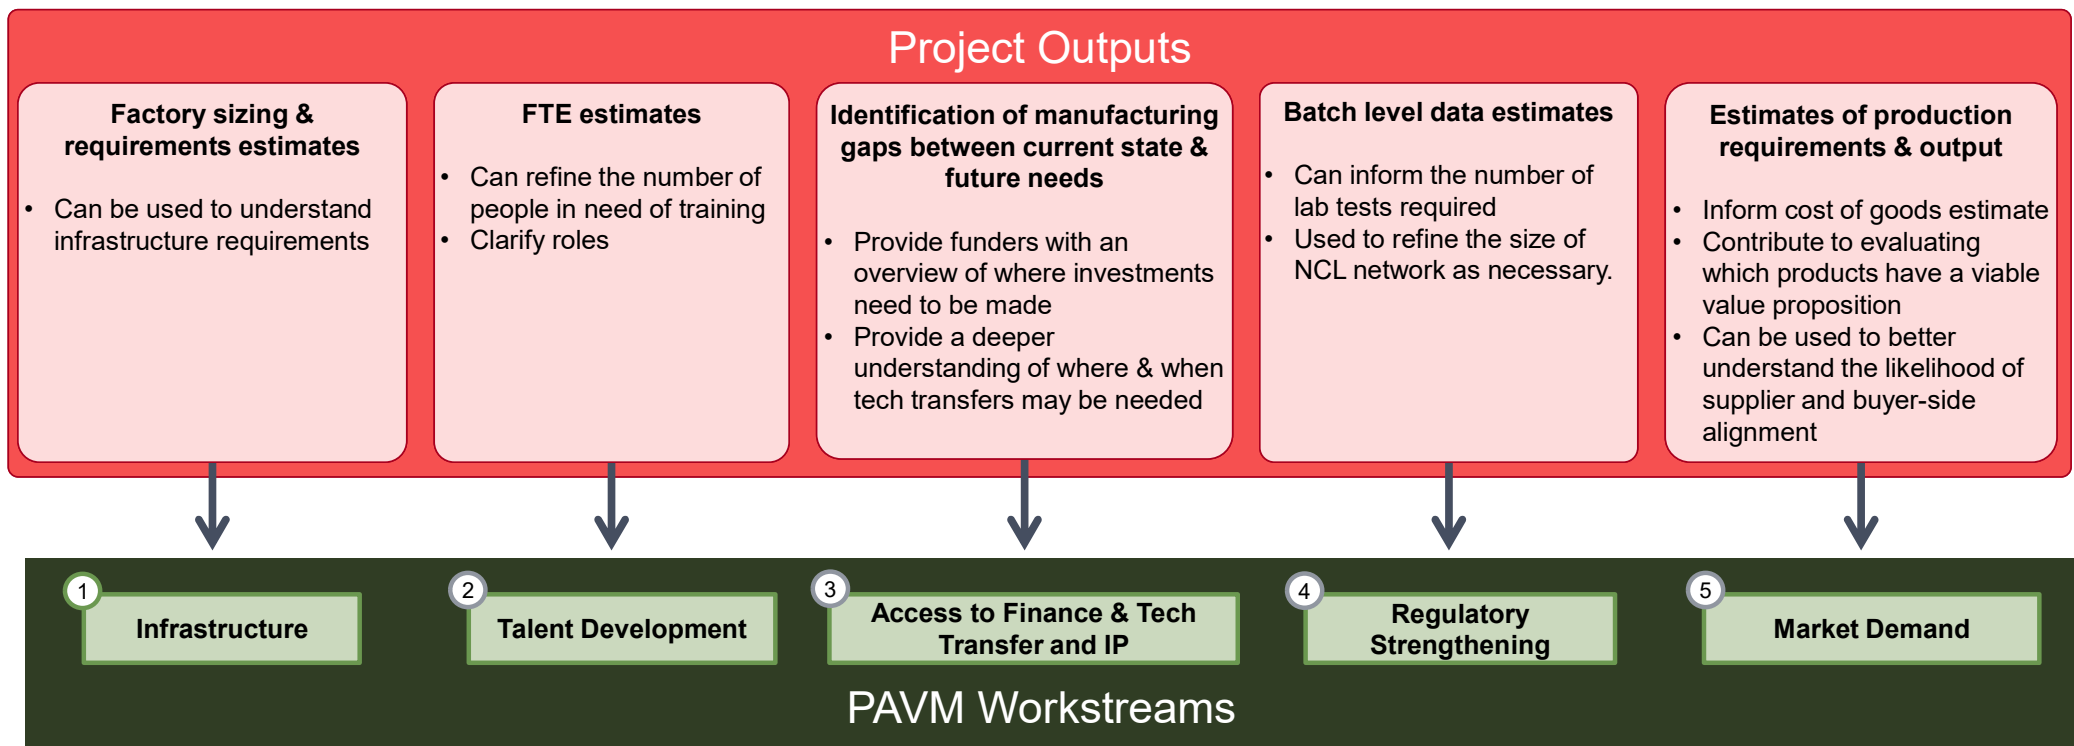 Project Outputs
Factory sizing &
requirements estimates
• Can be used to understand
infrastructure requirements
FTE estimates
• Can refine the number of
people in need of training
• Clarify roles
Identification of manufacturing
gaps between current state &
future needs
• Provide funders with an
overview of where investments
need to be made
• Provide a deeper
understanding of where & when
tech transfers may be needed
Batch level data estimates
• Can inform the number of
lab tests required
• Used to refine the size of
NCL network as necessary.
Estimates of production
requirements & output
• Inform cost of goods estimate
• Contribute to evaluating
which products have a viable
value proposition
• Can be used to better
understand the likelihood of
supplier and buyer-side
alignment
1
Infrastructure
2
Talent Development
3
Access to Finance & Tech
Transfer and IP
4
Regulatory
Strengthening
5
Market Demand
PAVM Workstreams